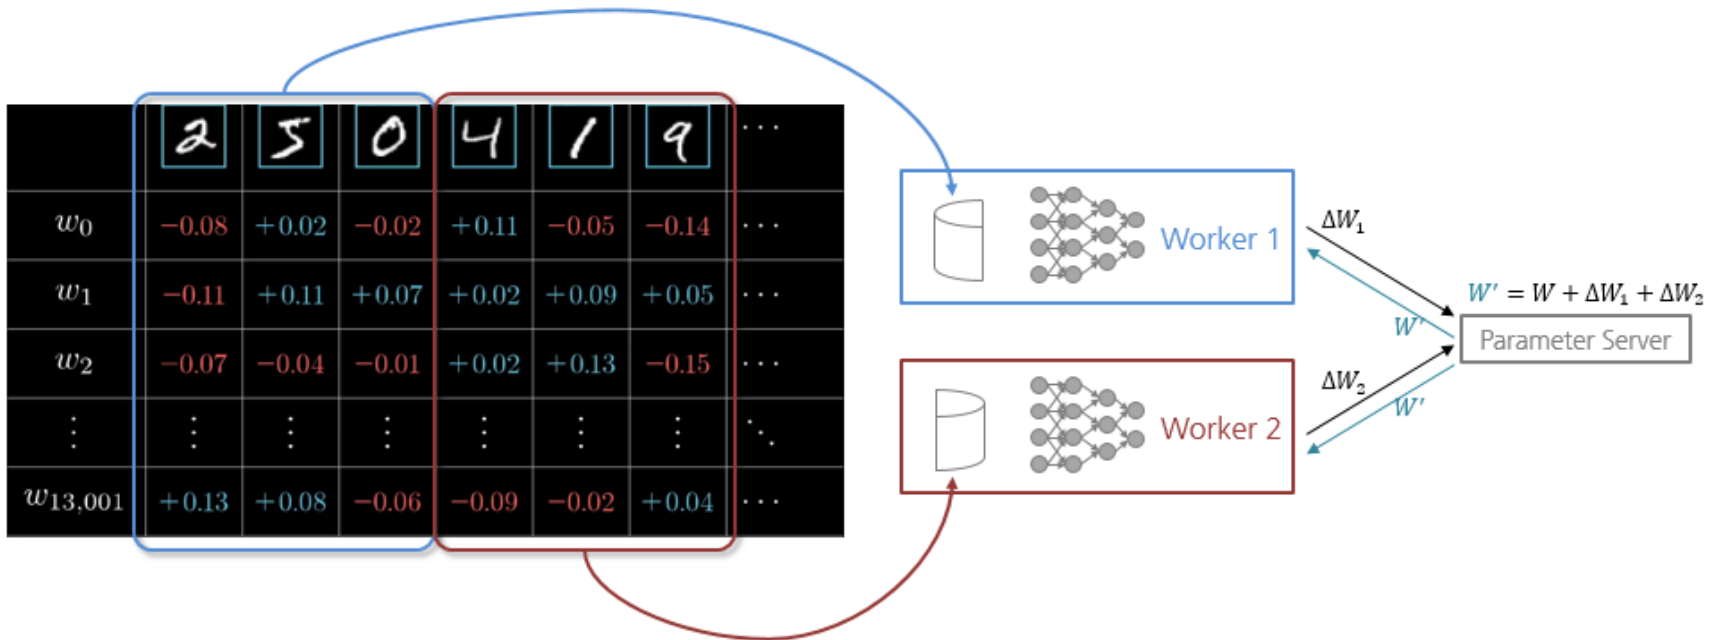 2 5 0 4 1 9 ⋯
w₀ −0.08 +0.02 −0.02 +0.11 −0.05 −0.14 ⋯
w₁ −0.11 +0.11 +0.07 +0.02 +0.09 +0.05 ⋯
w₂ −0.07 −0.04 −0.01 +0.02 +0.13 −0.15 ⋯
⋮ ⋮ ⋮ ⋮ ⋮ ⋮ ⋮ ⋱
w₁₃,₀₀₁ +0.13 +0.08 −0.06 −0.09 −0.02 +0.04 ⋯
Worker 1
Worker 2
ΔW₁
W′
ΔW₂
W′
W′ = W + ΔW₁ + ΔW₂
Parameter Server